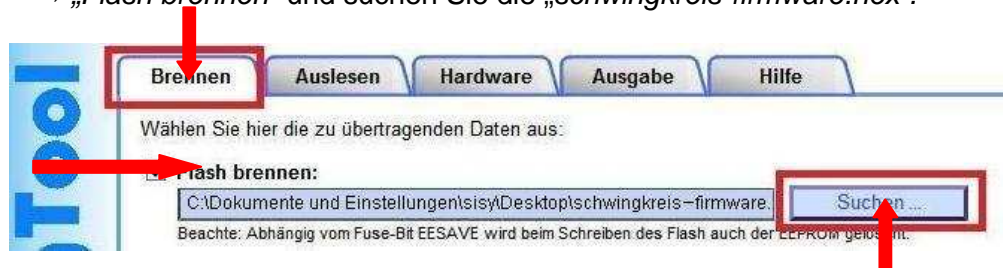 „Flash brennen“ und suchen Sie die „schwingkreis-firmware.hex“.
Brennen Auslesen Hardware Ausgabe Hilfe
Wählen Sie hier die zu übertragenden Daten aus:
Flash brennen:
C:\Dokumente und Einstellungen\sisy\Desktop\schwingkreis–firmware. Suchen ...
Beachte: Abhängig vom Fuse-Bit EESAVE wird beim Schreiben des Flash auch der EEPROM gelöscht.
Tool